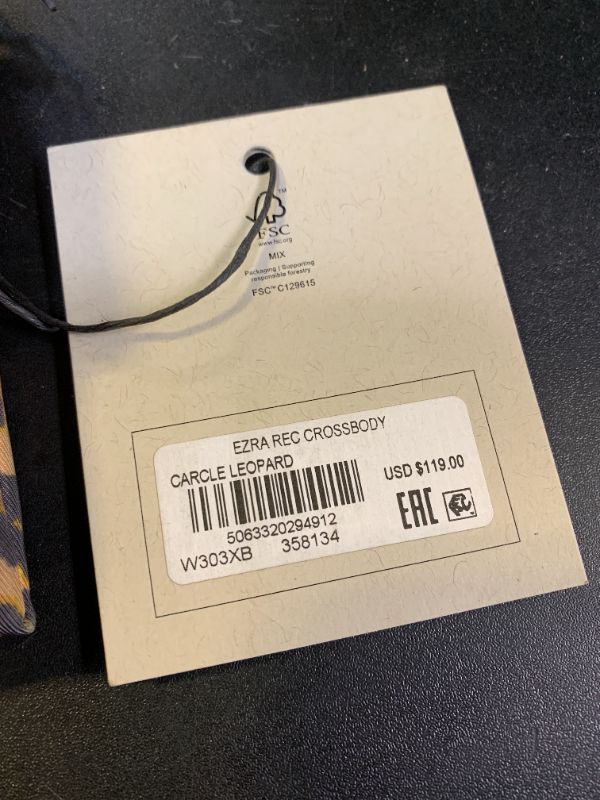 TM
FSC
www.fsc.org
MIX
Packaging | Supporting
responsible forestry
FSC™ C129615
EZRA REC CROSSBODY
CARCLE LEOPARD
USD $119.00
5063320294912
EAC
W303XB 358134